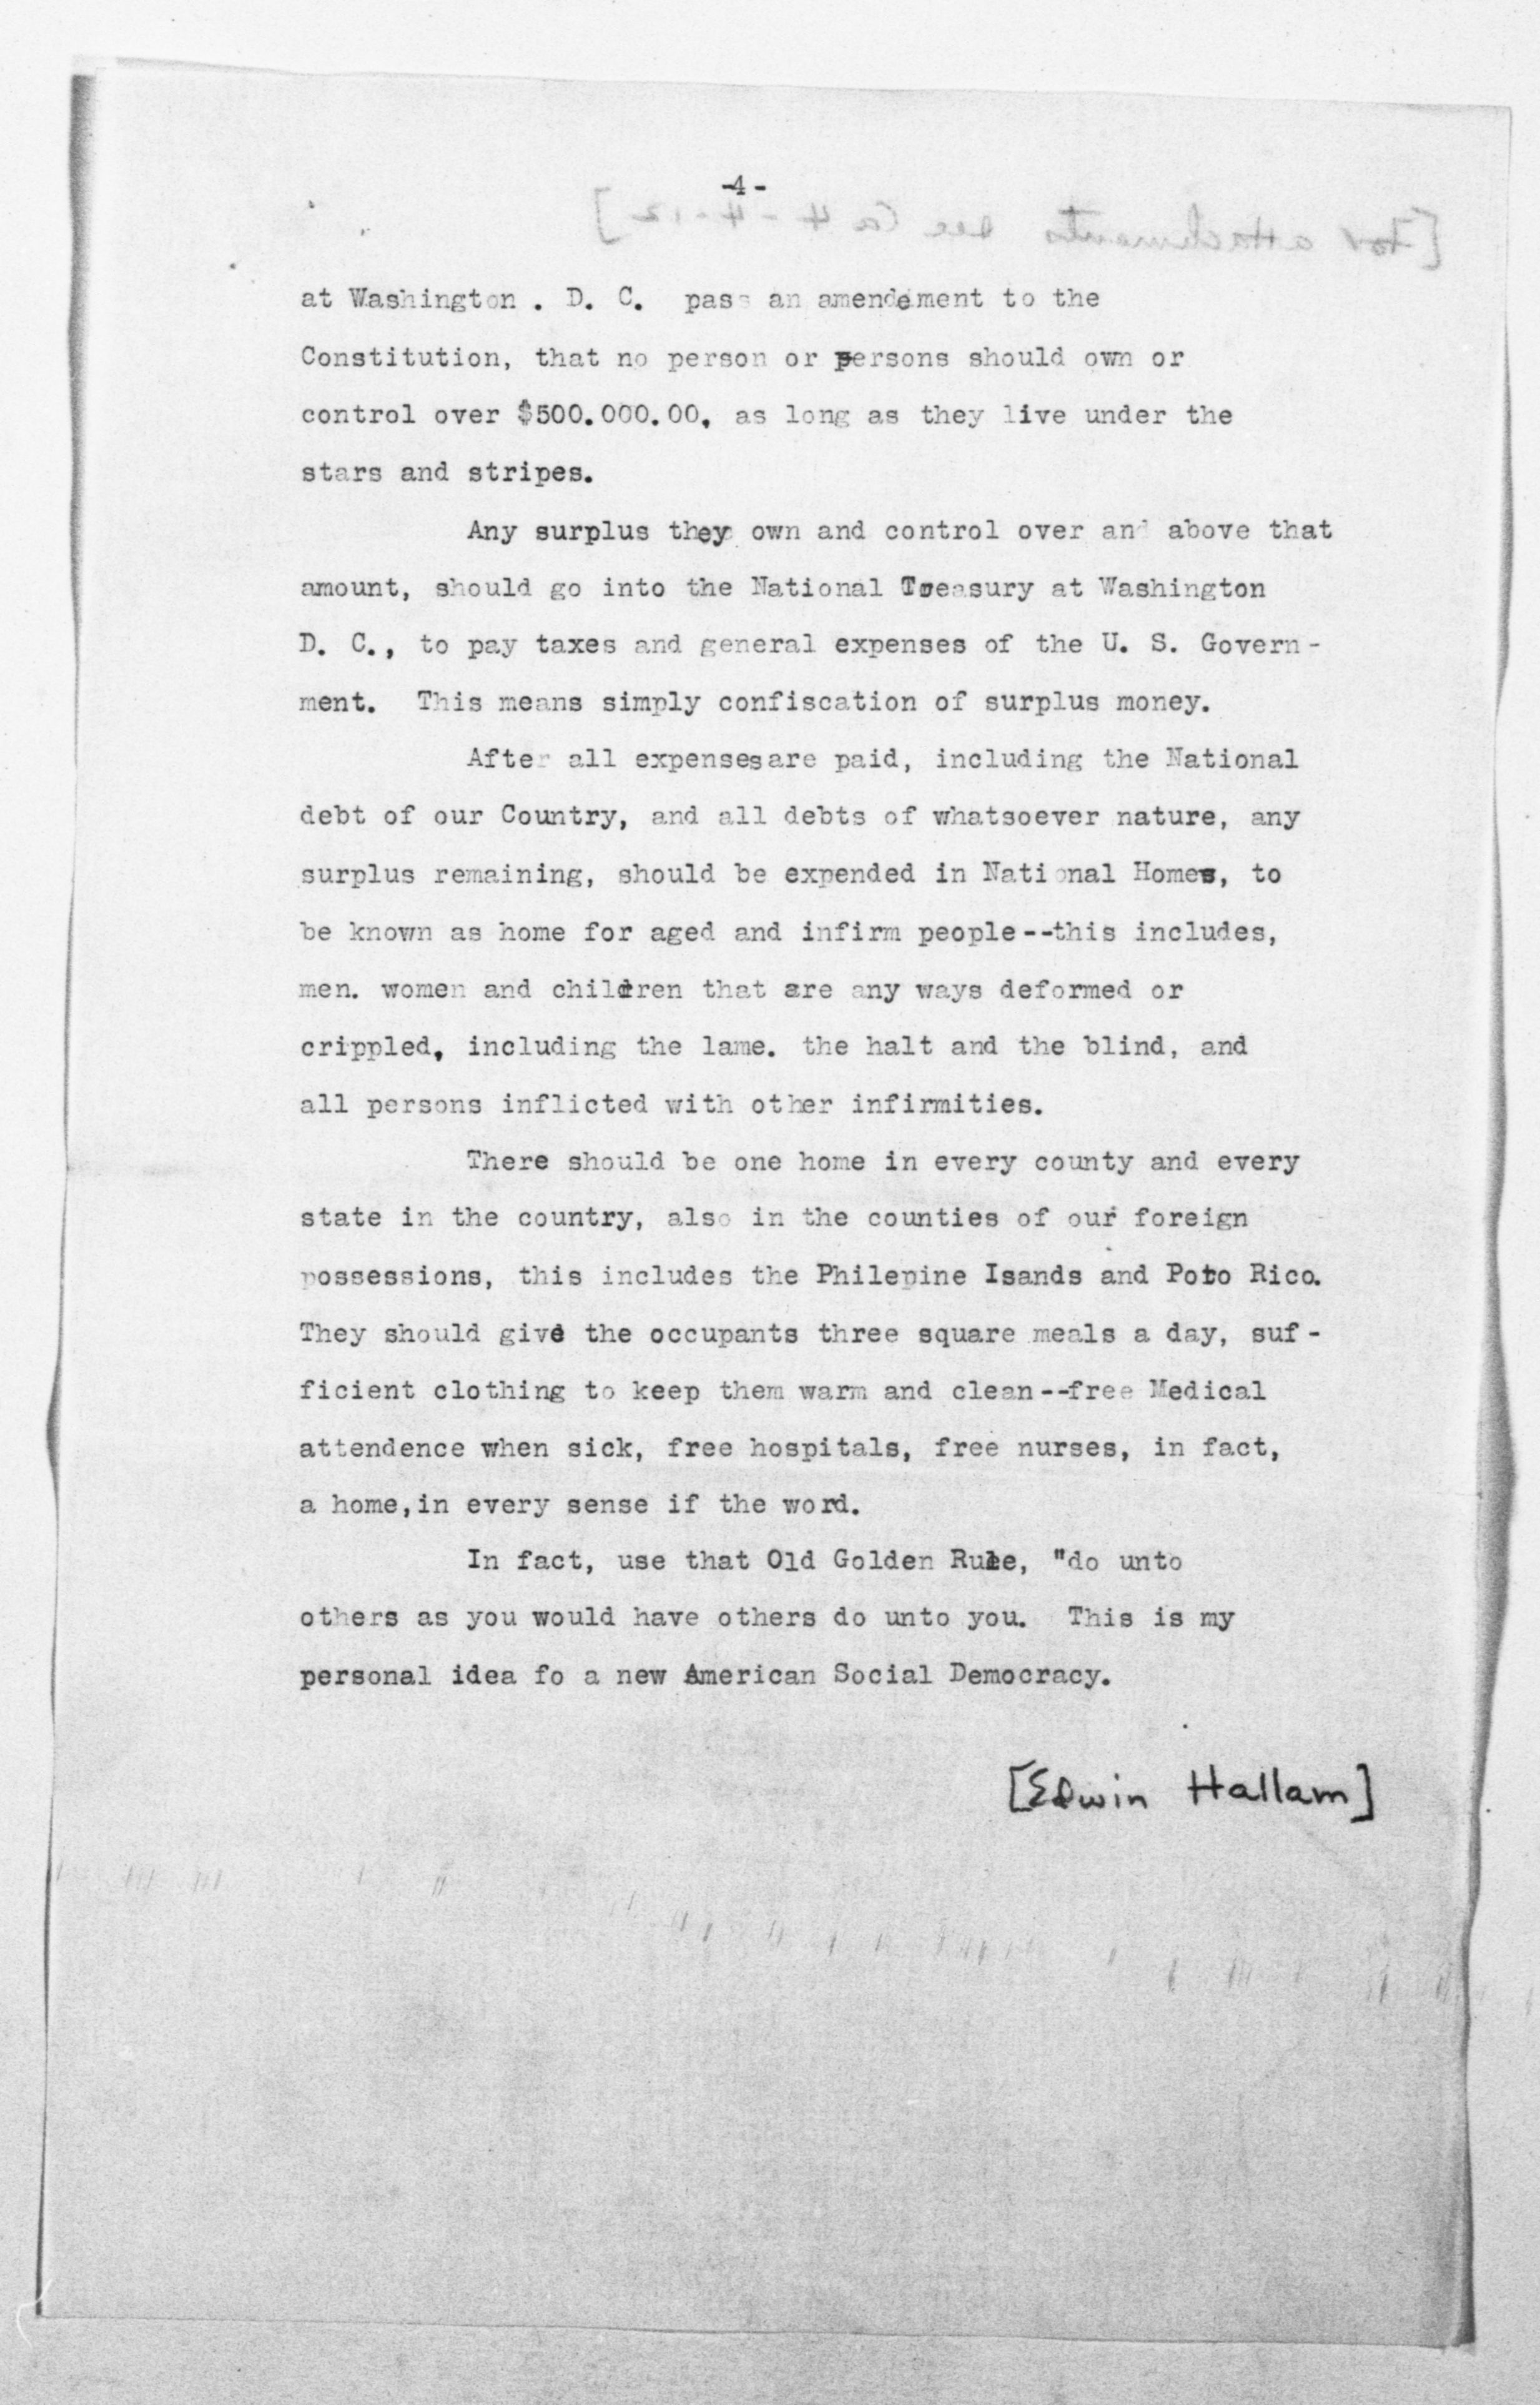 -4-
[for attachments see Ca 4-4-12]
at Washington . D. C.  pass an amendement to the
Constitution, that no person or persons should own or
control over $500.000.00, as long as they live under the
stars and stripes.
Any surplus they own and control over and above that
amount, should go into the National Treasury at Washington
D. C., to pay taxes and general expenses of the U. S. Govern-
ment.  This means simply confiscation of surplus money.
After all expensesare paid, including the National
debt of our Country, and all debts of whatsoever nature, any
surplus remaining, should be expended in National Homes, to
be known as home for aged and infirm people--this includes,
men. women and children that are any ways deformed or
crippled, including the lame. the halt and the blind, and
all persons inflicted with other infirmities.
There should be one home in every county and every
state in the country, also in the counties of our foreign
possessions, this includes the Philepine Isands and Poto Rico.
They should give the occupants three square meals a day, suf-
ficient clothing to keep them warm and clean--free Medical
attendence when sick, free hospitals, free nurses, in fact,
a home,in every sense if the word.
In fact, use that Old Golden Rule, "do unto
others as you would have others do unto you.  This is my
personal idea fo a new American Social Democracy.
[Edwin Hallam]